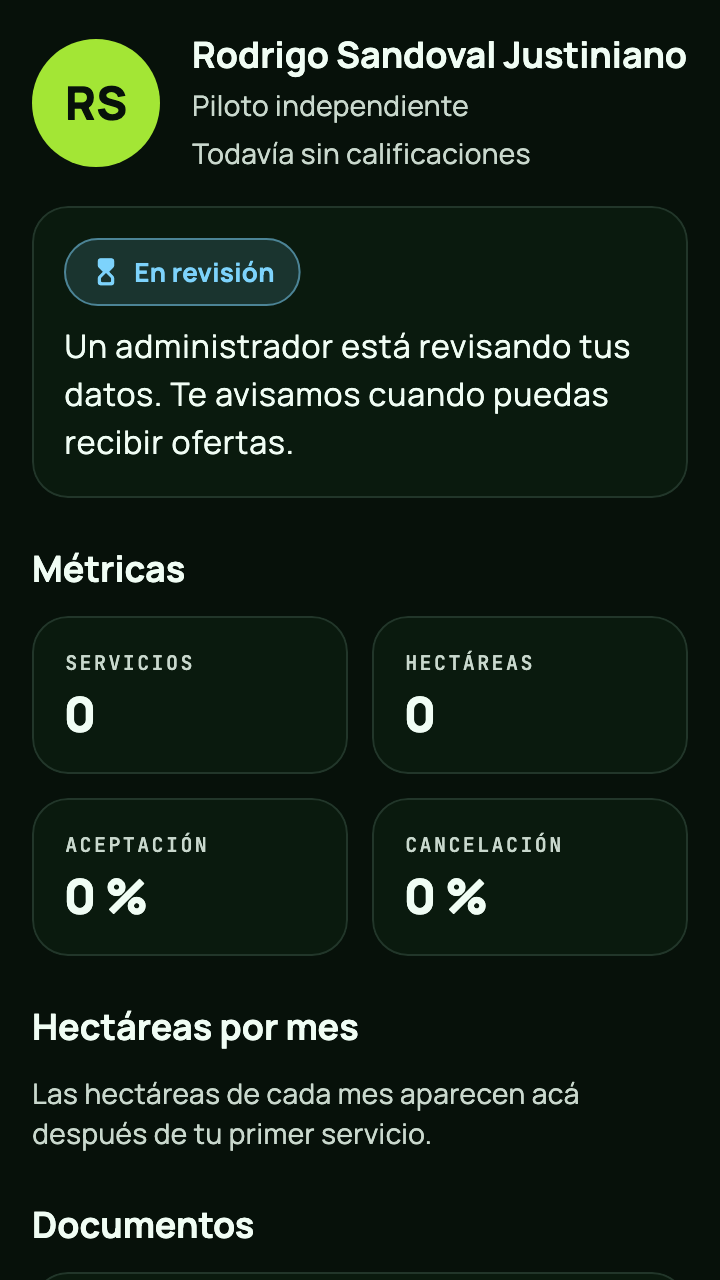 RS
Rodrigo Sandoval Justiniano
Piloto independiente
Todavía sin calificaciones
En revisión
Un administrador está revisando tus
datos. Te avisamos cuando puedas
recibir ofertas.
Métricas
SERVICIOS
0
HECTÁREAS
0
ACEPTACIÓN
0 %
CANCELACIÓN
0 %
Hectáreas por mes
Las hectáreas de cada mes aparecen acá
después de tu primer servicio.
Documentos